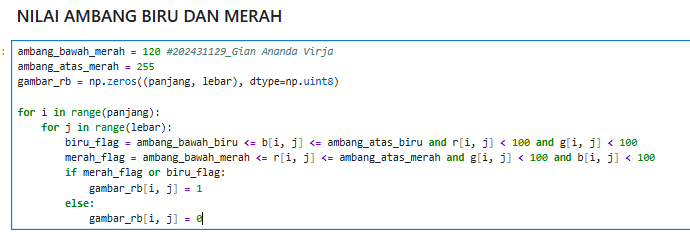 NILAI AMBANG BIRU DAN MERAH
:
ambang_bawah_merah = 120 #202431129_Gian Ananda Virja
ambang_atas_merah = 255
gambar_rb = np.zeros((panjang, lebar), dtype=np.uint8)
for i in range(panjang):
    for j in range(lebar):
        biru_flag = ambang_bawah_biru <= b[i, j] <= ambang_atas_biru and r[i, j] < 100 and g[i, j] < 100
        merah_flag = ambang_bawah_merah <= r[i, j] <= ambang_atas_merah and g[i, j] < 100 and b[i, j] < 100
        if merah_flag or biru_flag:
            gambar_rb[i, j] = 1
        else:
            gambar_rb[i, j] = 0